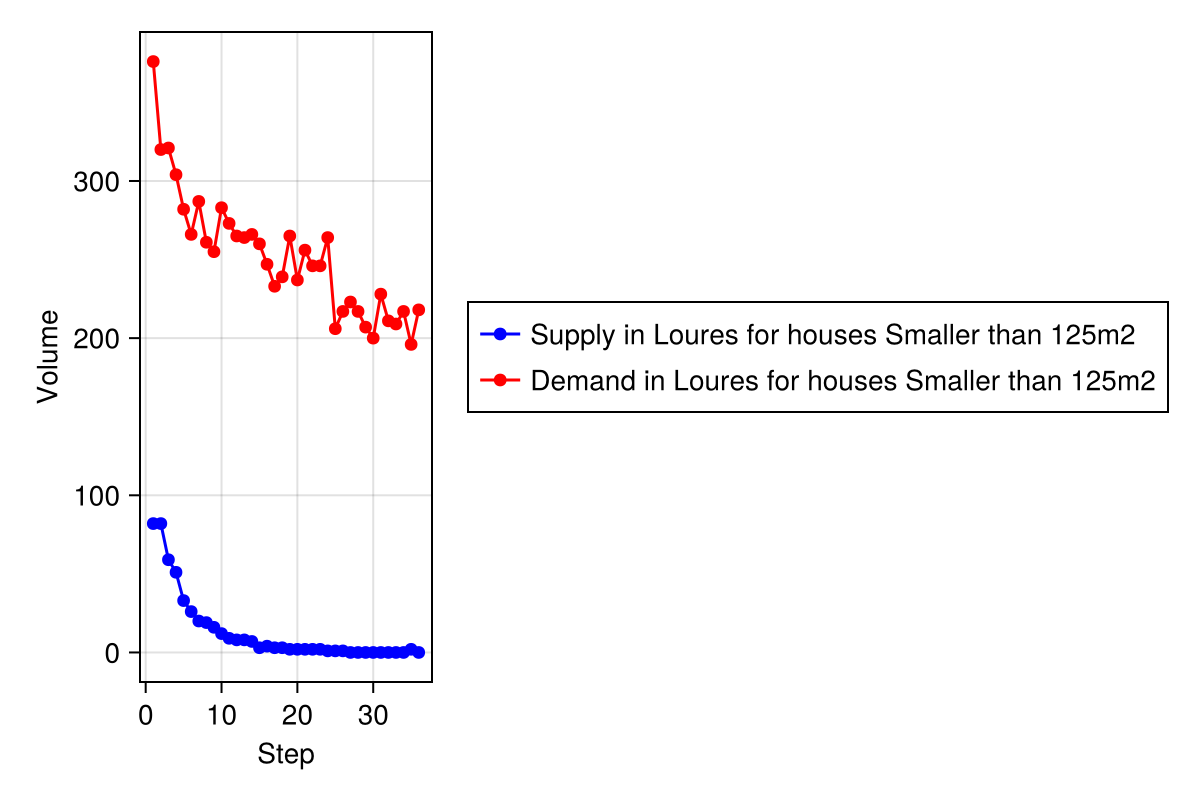 300
200
100
0
Volume
0 10 20 30
Step
Supply in Loures for houses Smaller than 125m2
Demand in Loures for houses Smaller than 125m2